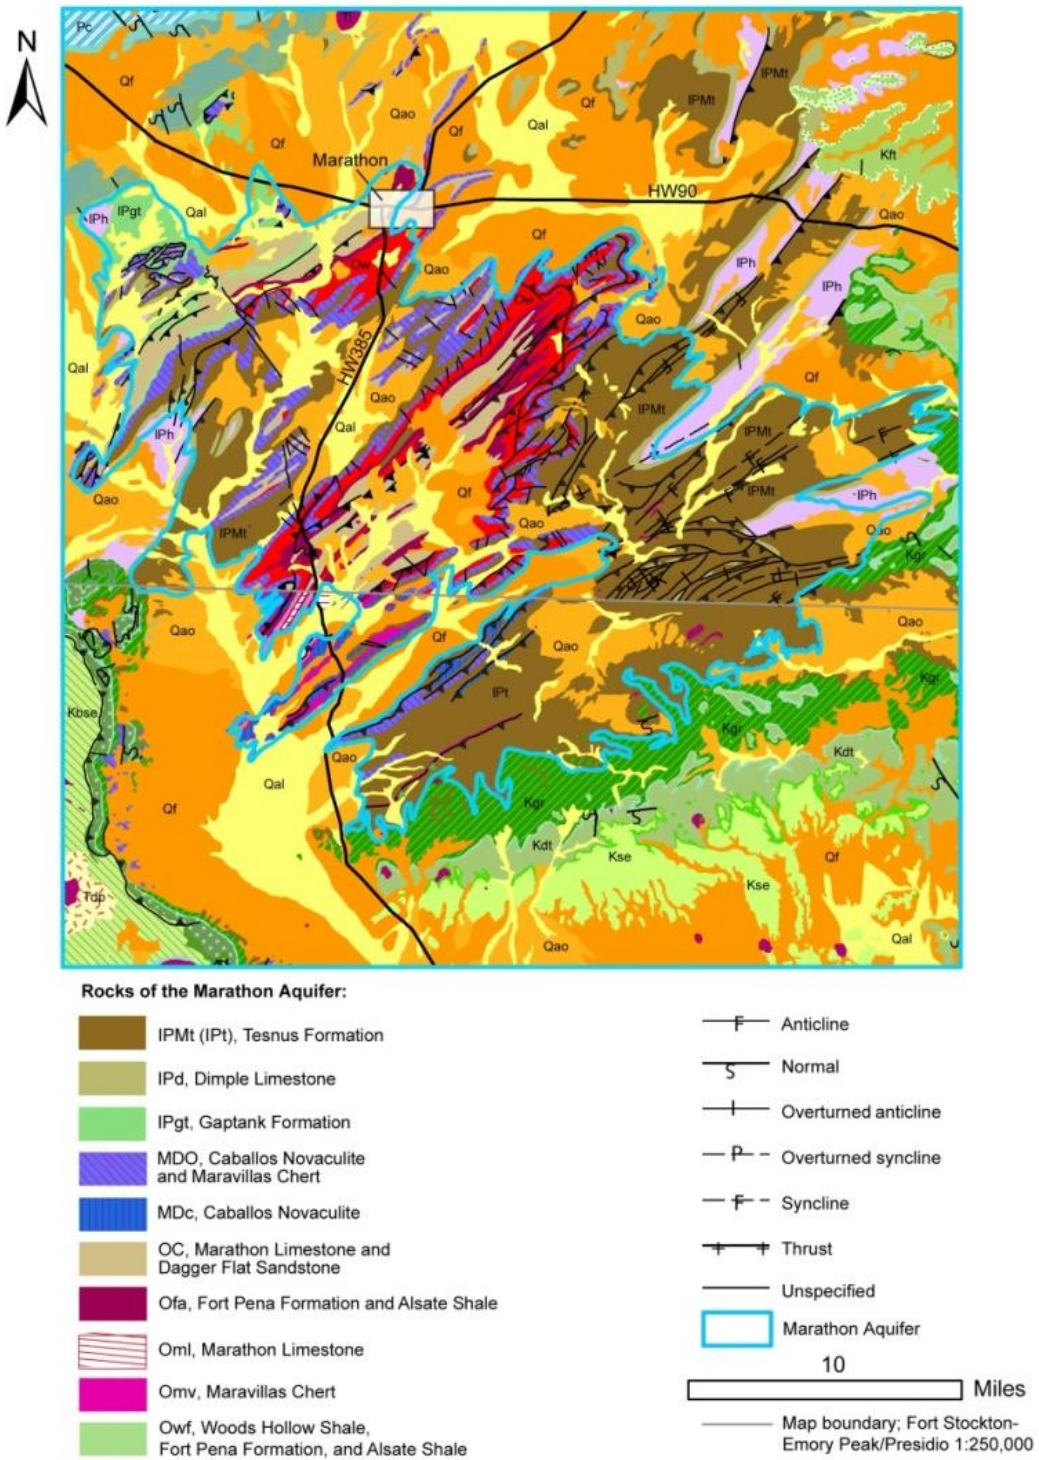 N
Pc
Ti
Qf
Qao
Qf
Qal
Qf
IPMt
IPMt
Qf
Marathon
Kft
HW90
IPh
IPgt
Qal
Qao
Qf
Ow
Qao
IPh
IPh
Ow
Qao
HW385
Qal
Qf
Qao
IPMt
Qal
IPMt
IPh
Qao
Qf
IPMt
IPh
Qao
IPMt
Qao
Kgr
Qao
Qf
Qao
Qao
Kgr
IPt
Kbse
Kgr
Kdt
Qao
Qal
Qf
Kgr
Kdt
Kse
Qf
Kse
Tdp
Qao
Qal
Rocks of the Marathon Aquifer:
IPMt (IPt), Tesnus Formation
IPd, Dimple Limestone
IPgt, Gaptank Formation
MDO, Caballos Novaculite
and Maravillas Chert
MDc, Caballos Novaculite
OC, Marathon Limestone and
Dagger Flat Sandstone
Ofa, Fort Pena Formation and Alsate Shale
Oml, Marathon Limestone
Omv, Maravillas Chert
Owf, Woods Hollow Shale,
Fort Pena Formation, and Alsate Shale
Anticline
Normal
Overturned anticline
Overturned syncline
Syncline
Thrust
Unspecified
Marathon Aquifer
10
Miles
Map boundary; Fort Stockton-
Emory Peak/Presidio 1:250,000